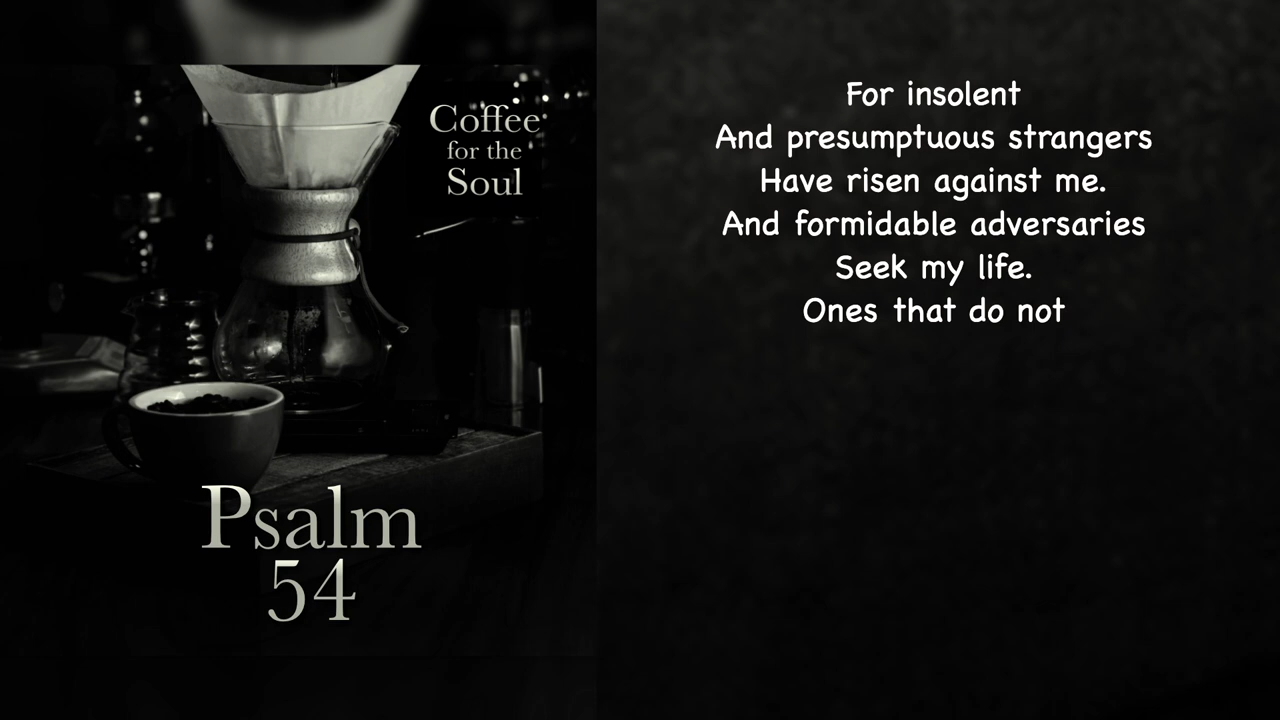 Coffee
for the
Soul
Psalm
54
For insolent
And presumptuous strangers
Have risen against me.
And formidable adversaries
Seek my life.
Ones that do not